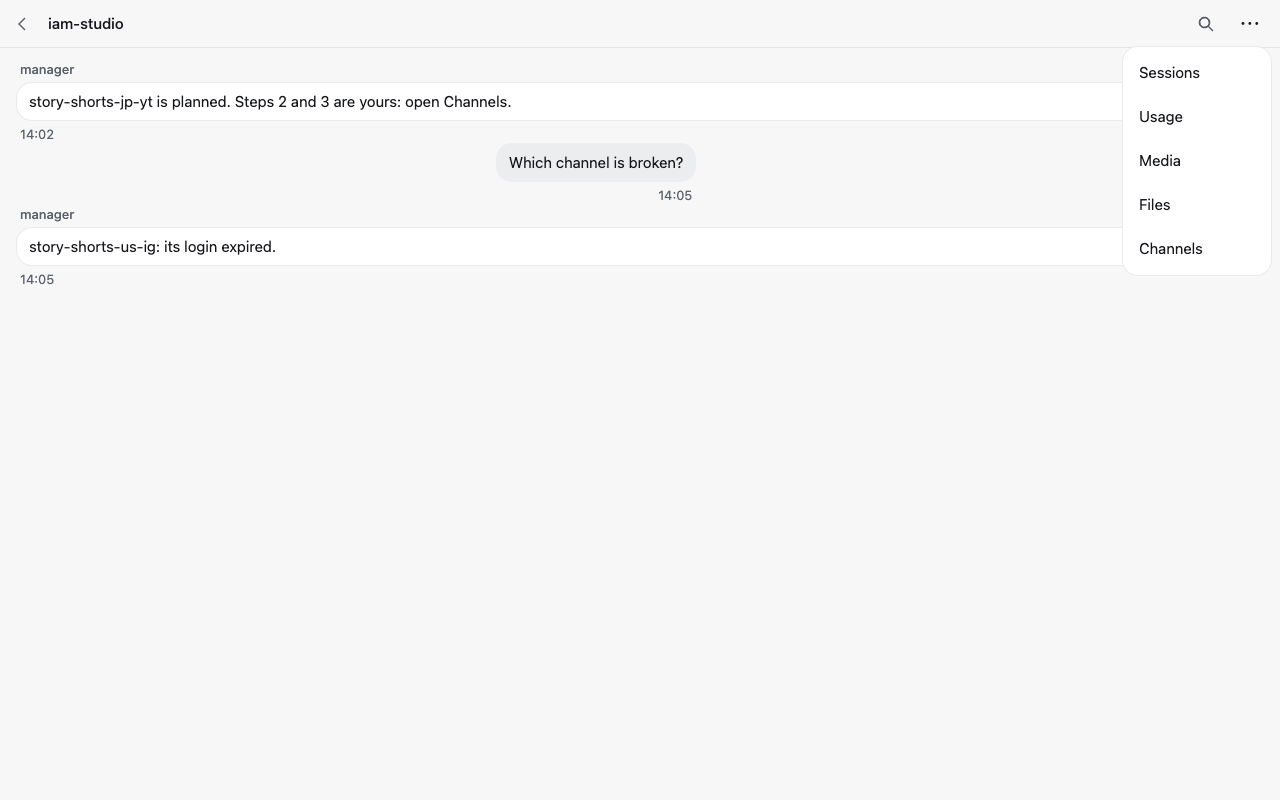 iam-studio
manager
story-shorts-jp-yt is planned. Steps 2 and 3 are yours: open Channels.
14:02
Which channel is broken?
14:05
manager
story-shorts-us-ig: its login expired.
14:05
Sessions
Usage
Media
Files
Channels